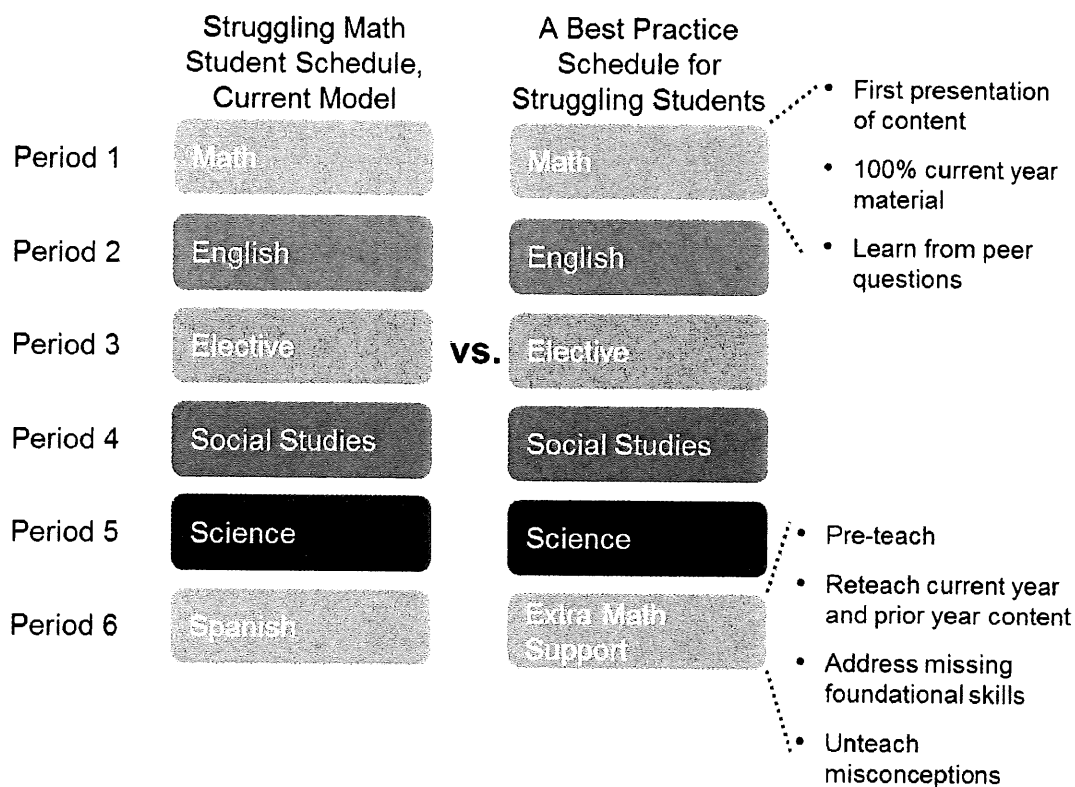 Struggling Math
Student Schedule,
Current Model
A Best Practice
Schedule for
Struggling Students
Period 1
Math
Math
• First presentation
of content
• 100% current year
material
• Learn from peer
questions
Period 2
English
English
Period 3
Elective
vs.
Elective
Period 4
Social Studies
Social Studies
Period 5
Science
Science
Period 6
Spanish
Extra Math
Support
• Pre-teach
• Reteach current year
and prior year content
• Address missing
foundational skills
• Unteach
misconceptions